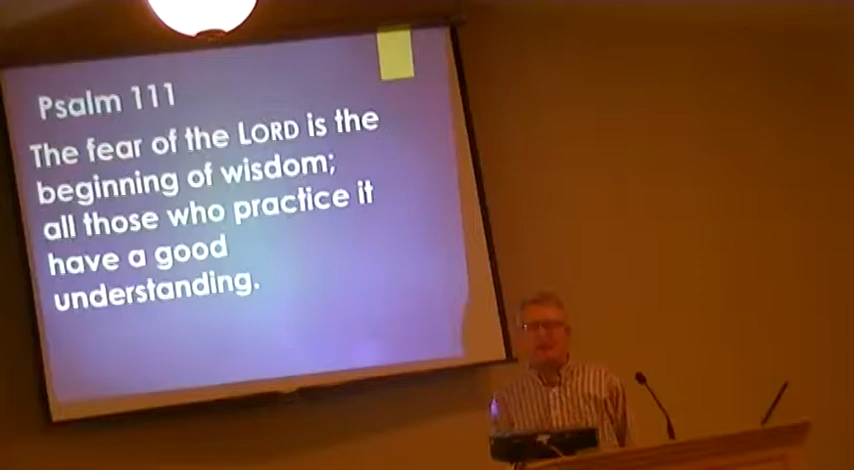 Psalm 111
The fear of the LORD is the
beginning of wisdom;
all those who practice it
have a good
understanding.